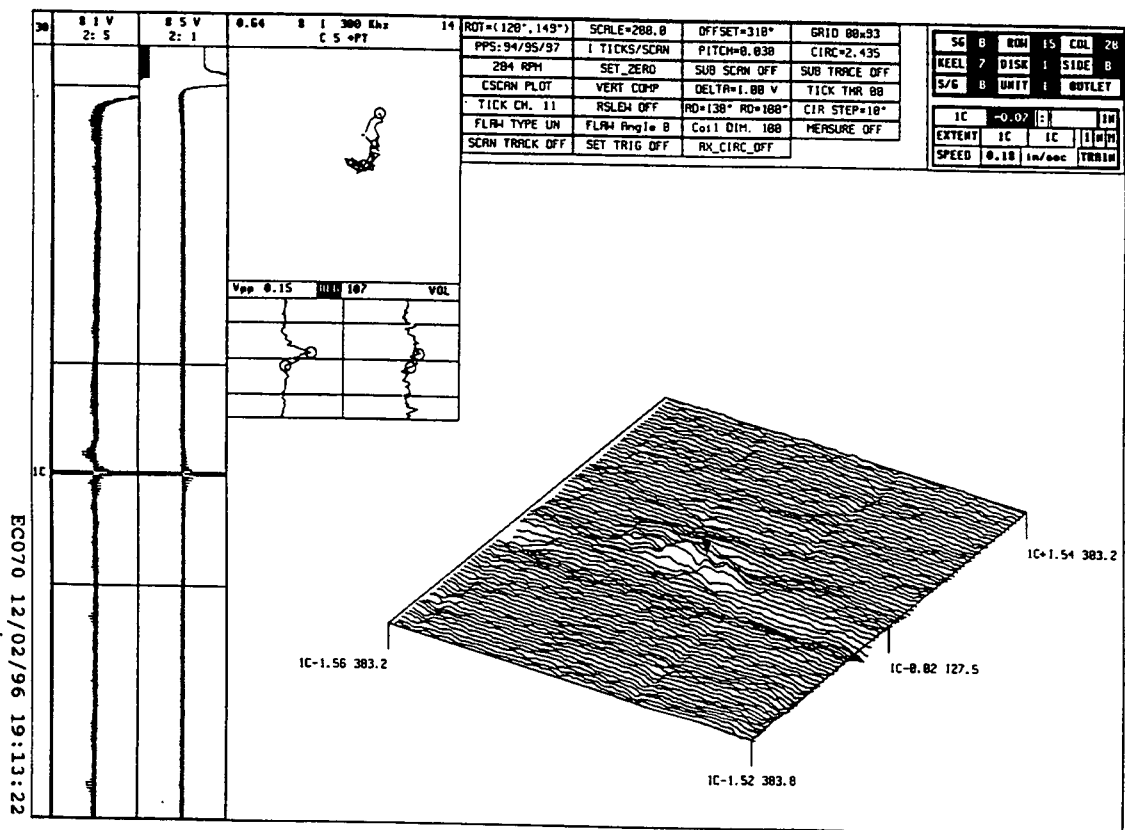 30
8 1 V
2: 5
8 5 V
2: 1
0.64 8 1 300 Khz 14
C 5 +PT
Vpp 0.15 107 VOL
1C
ROT=(120°,149°) SCALE=200.0 OFFSET=310° GRID 80x93
PPS:94/95/97 1 TICKS/SCAN PITCH=0.030 CIRC=2.435
204 RPM SET_ZERO SUB SCAN OFF SUB TRACE OFF
CSCAN PLOT VERT COMP DELTA=1.00 V TICK THR 80
TICK CH. 11 RSLEW OFF RD=130° RD=100° CIR STEP=10°
FLAW TYPE UN FLAW Angle 0 Coil DIM. 100 MEASURE OFF
SCAN TRACK OFF SET TRIG OFF AX_CIRC_OFF
SG B ROW 15 COL 28
REEL 7 DISK 1 SIDE B
S/G B UNIT 1 OUTLET
1C -0.07
EXTENT 1C 1C
SPEED 0.18 in/sec TRAIN
1C+1.54 383.2
1C-0.02 127.5
1C-1.56 383.2
1C-1.52 383.8
EC070 12/02/96 19:13:22